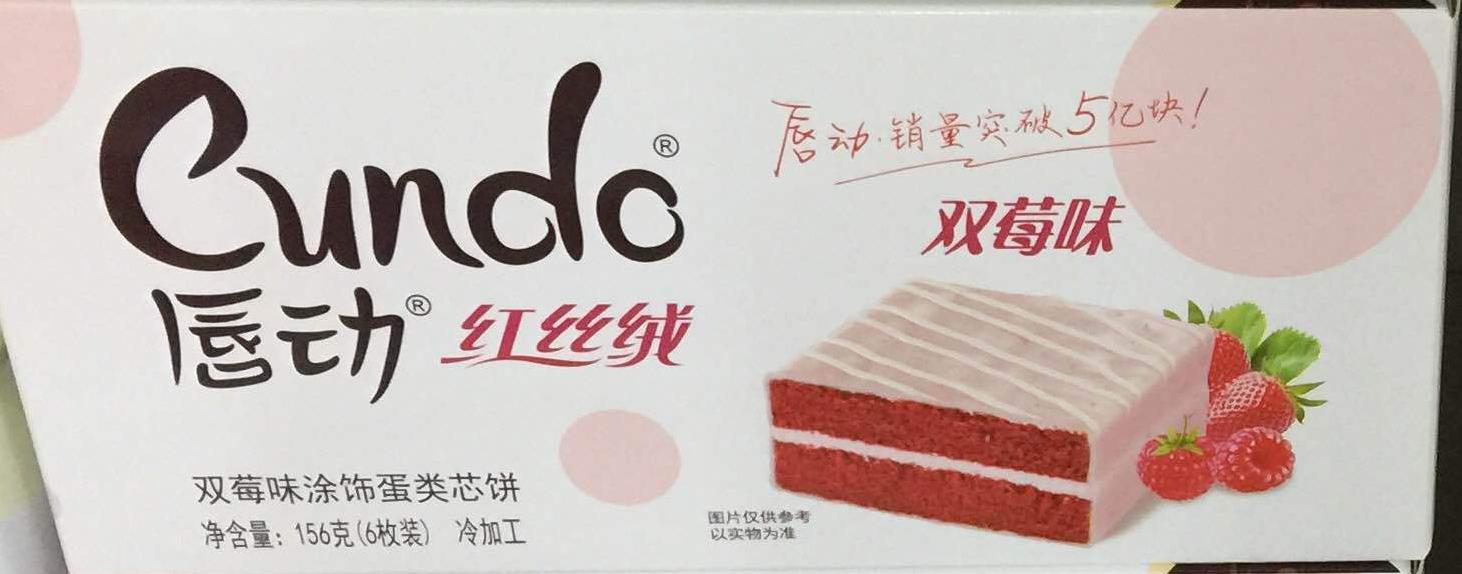 Cundo®
唇动® 红丝绒
双莓味涂饰蛋类芯饼
净含量：156克(6枚装) 冷加工
唇动·销量突破5亿块！
双莓味
图片仅供参考
以实物为准